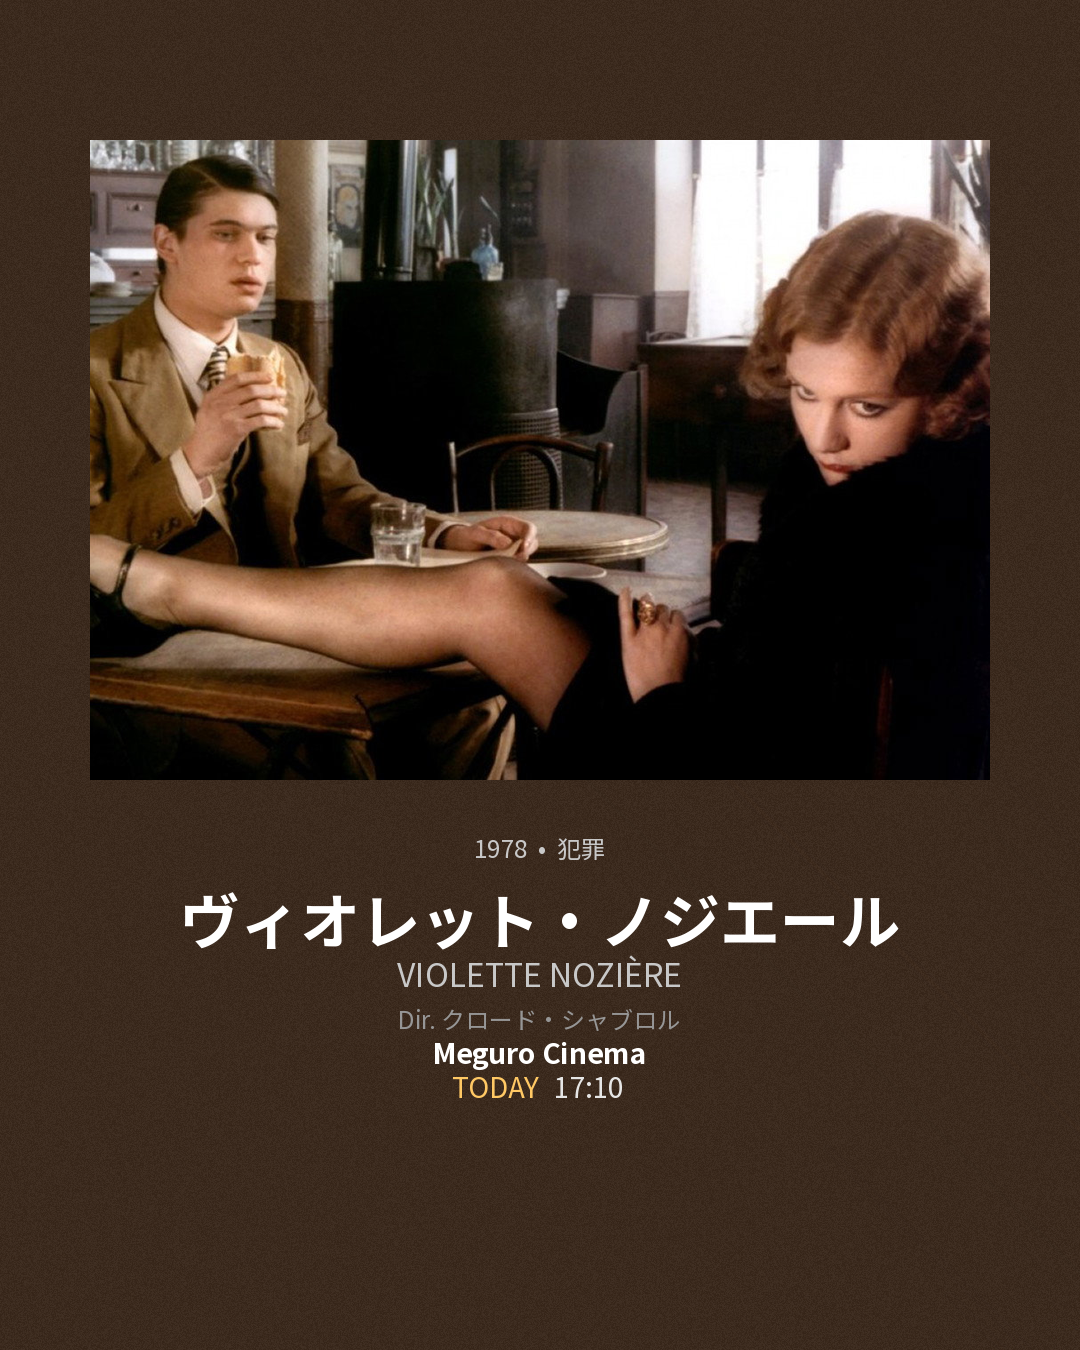 1978 • 犯罪
ヴィオレット・ノジエール
VIOLETTE NOZIÈRE
Dir. クロード・シャブロル
Meguro Cinema
TODAY 17:10